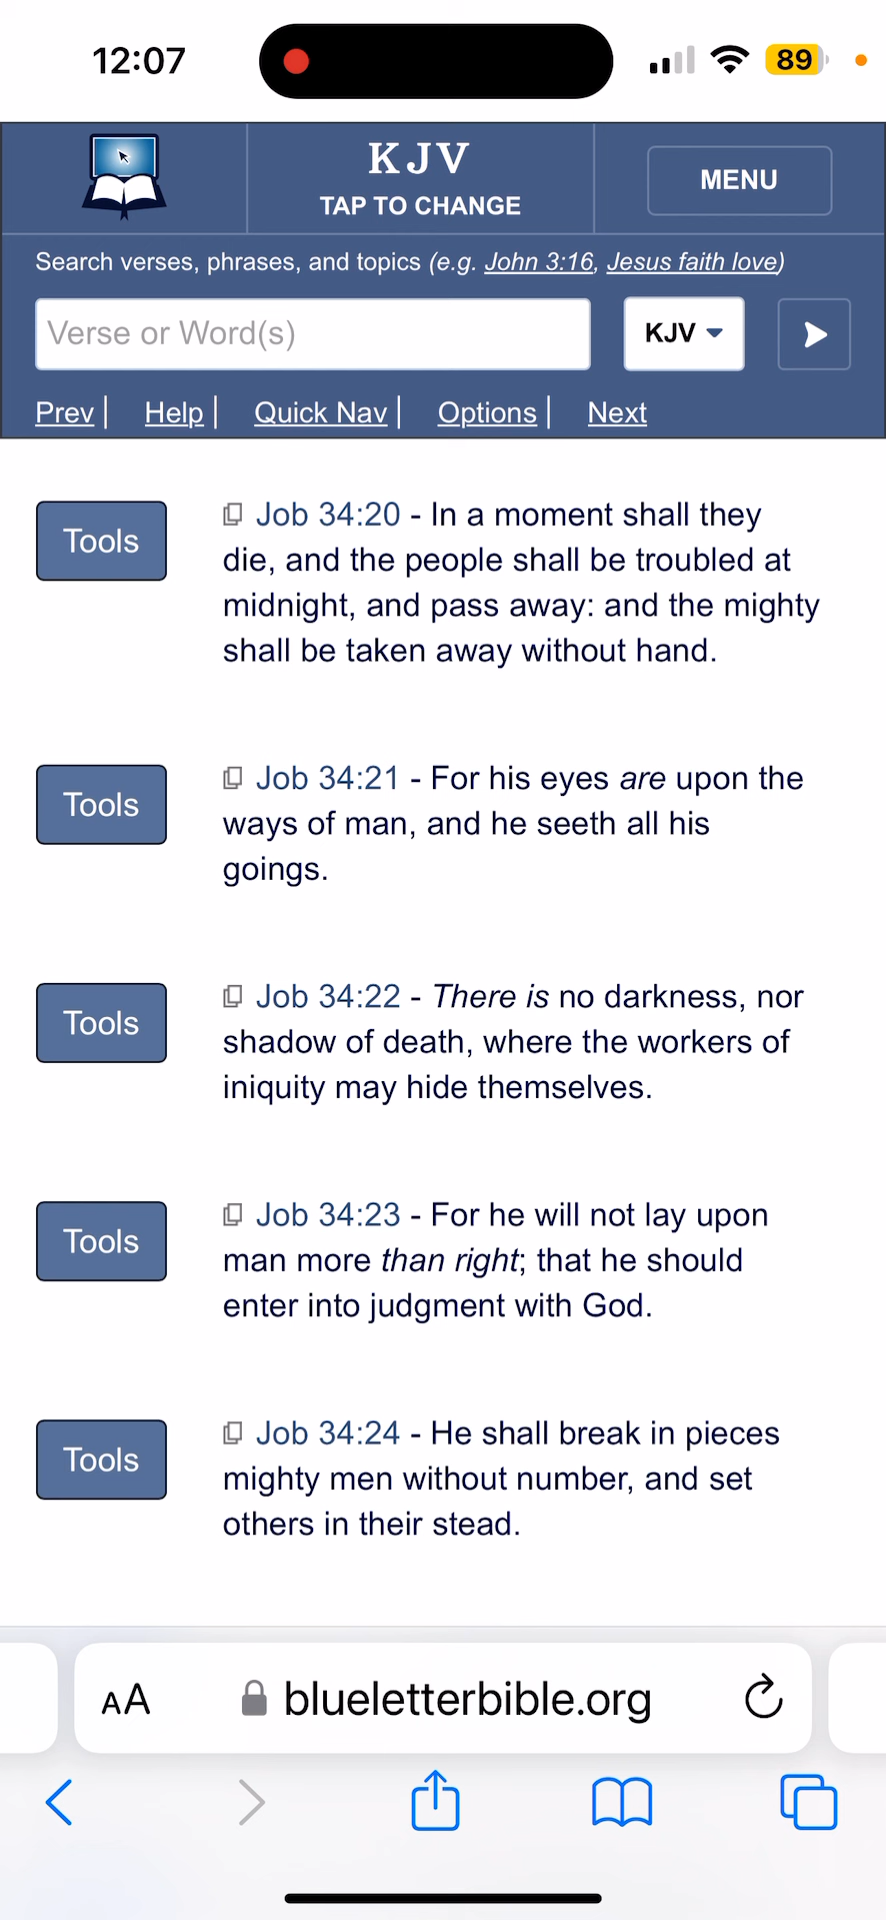 12:07
89
KJV
TAP TO CHANGE
MENU
Search verses, phrases, and topics (e.g. John 3:16, Jesus faith love)
Verse or Word(s)
KJV
Prev | Help | Quick Nav | Options | Next
Tools
Job 34:20 - In a moment shall they
die, and the people shall be troubled at
midnight, and pass away: and the mighty
shall be taken away without hand.
Tools
Job 34:21 - For his eyes are upon the
ways of man, and he seeth all his
goings.
Tools
Job 34:22 - There is no darkness, nor
shadow of death, where the workers of
iniquity may hide themselves.
Tools
Job 34:23 - For he will not lay upon
man more than right; that he should
enter into judgment with God.
Tools
Job 34:24 - He shall break in pieces
mighty men without number, and set
others in their stead.
AA
blueletterbible.org